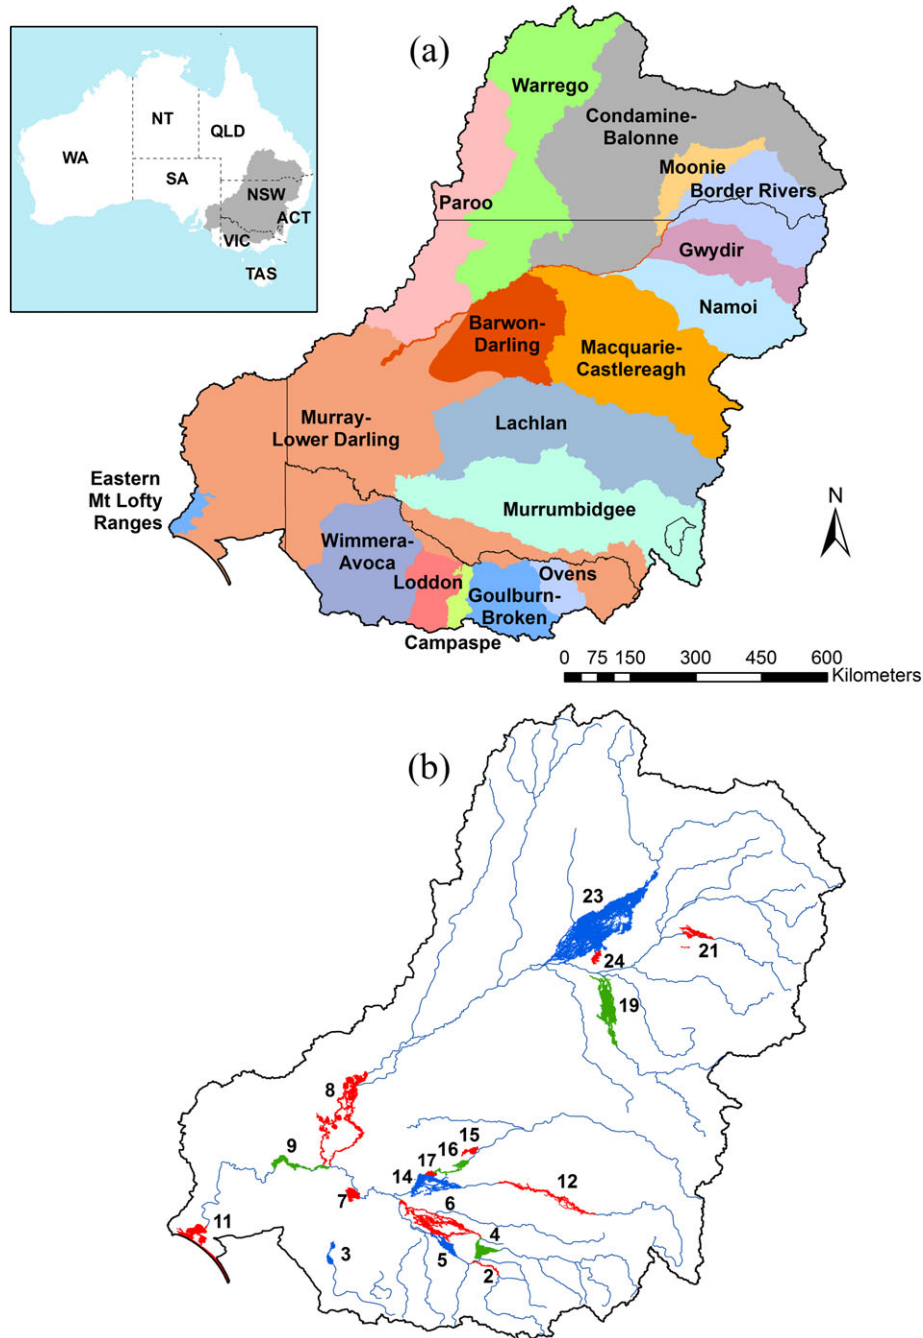 (a)
WA
NT
QLD
SA
NSW
ACT
VIC
TAS
Warrego
Condamine-
Balonne
Moonie
Border Rivers
Paroo
Gwydir
Namoi
Barwon-
Darling
Macquarie-
Castlereagh
Murray-
Lower Darling
Lachlan
Eastern
Mt Lofty
Ranges
Murrumbidgee
N
Wimmera-
Avoca
Loddon
Ovens
Goulburn-
Broken
Campaspe
0 75 150 300 450 600
Kilometers
(b)
23
24
21
19
8
9
15
16
17
14
12
7
6
11
4
3
5
2